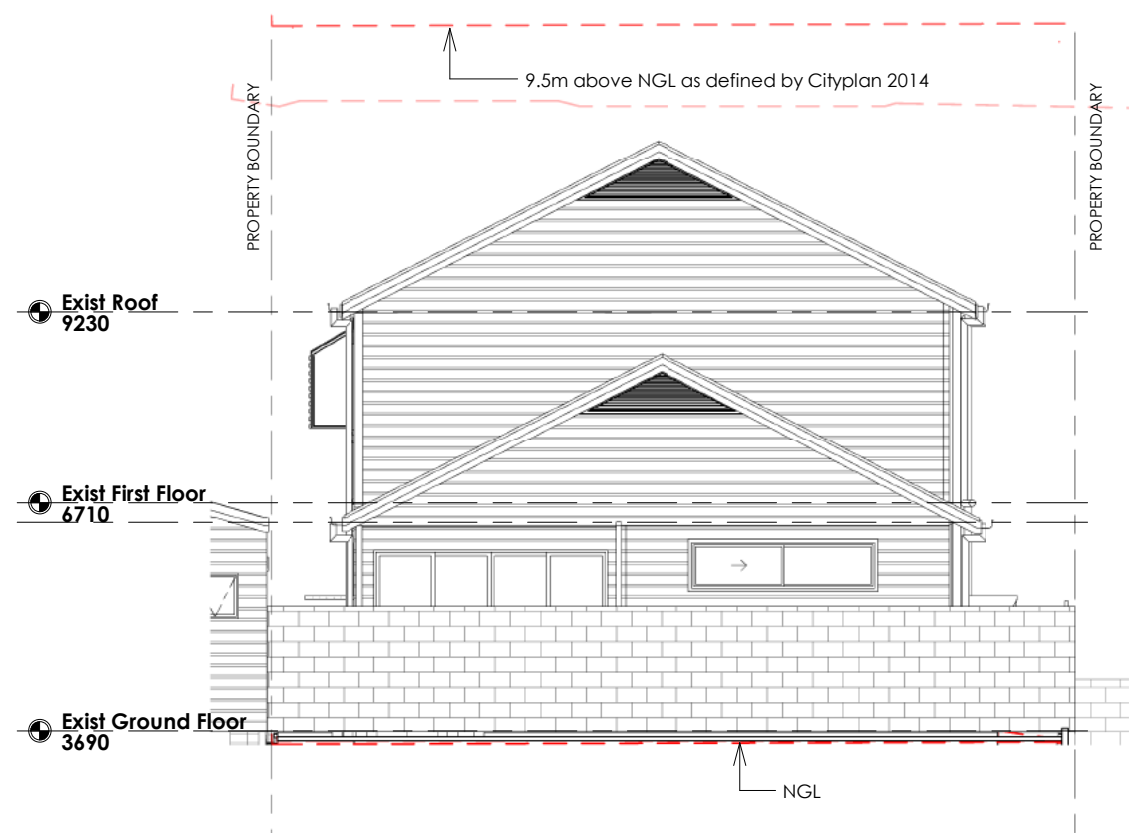 9.5m above NGL as defined by Cityplan 2014
PROPERTY BOUNDARY
PROPERTY BOUNDARY
Exist Roof
9230
Exist First Floor
6710
Exist Ground Floor
3690
NGL